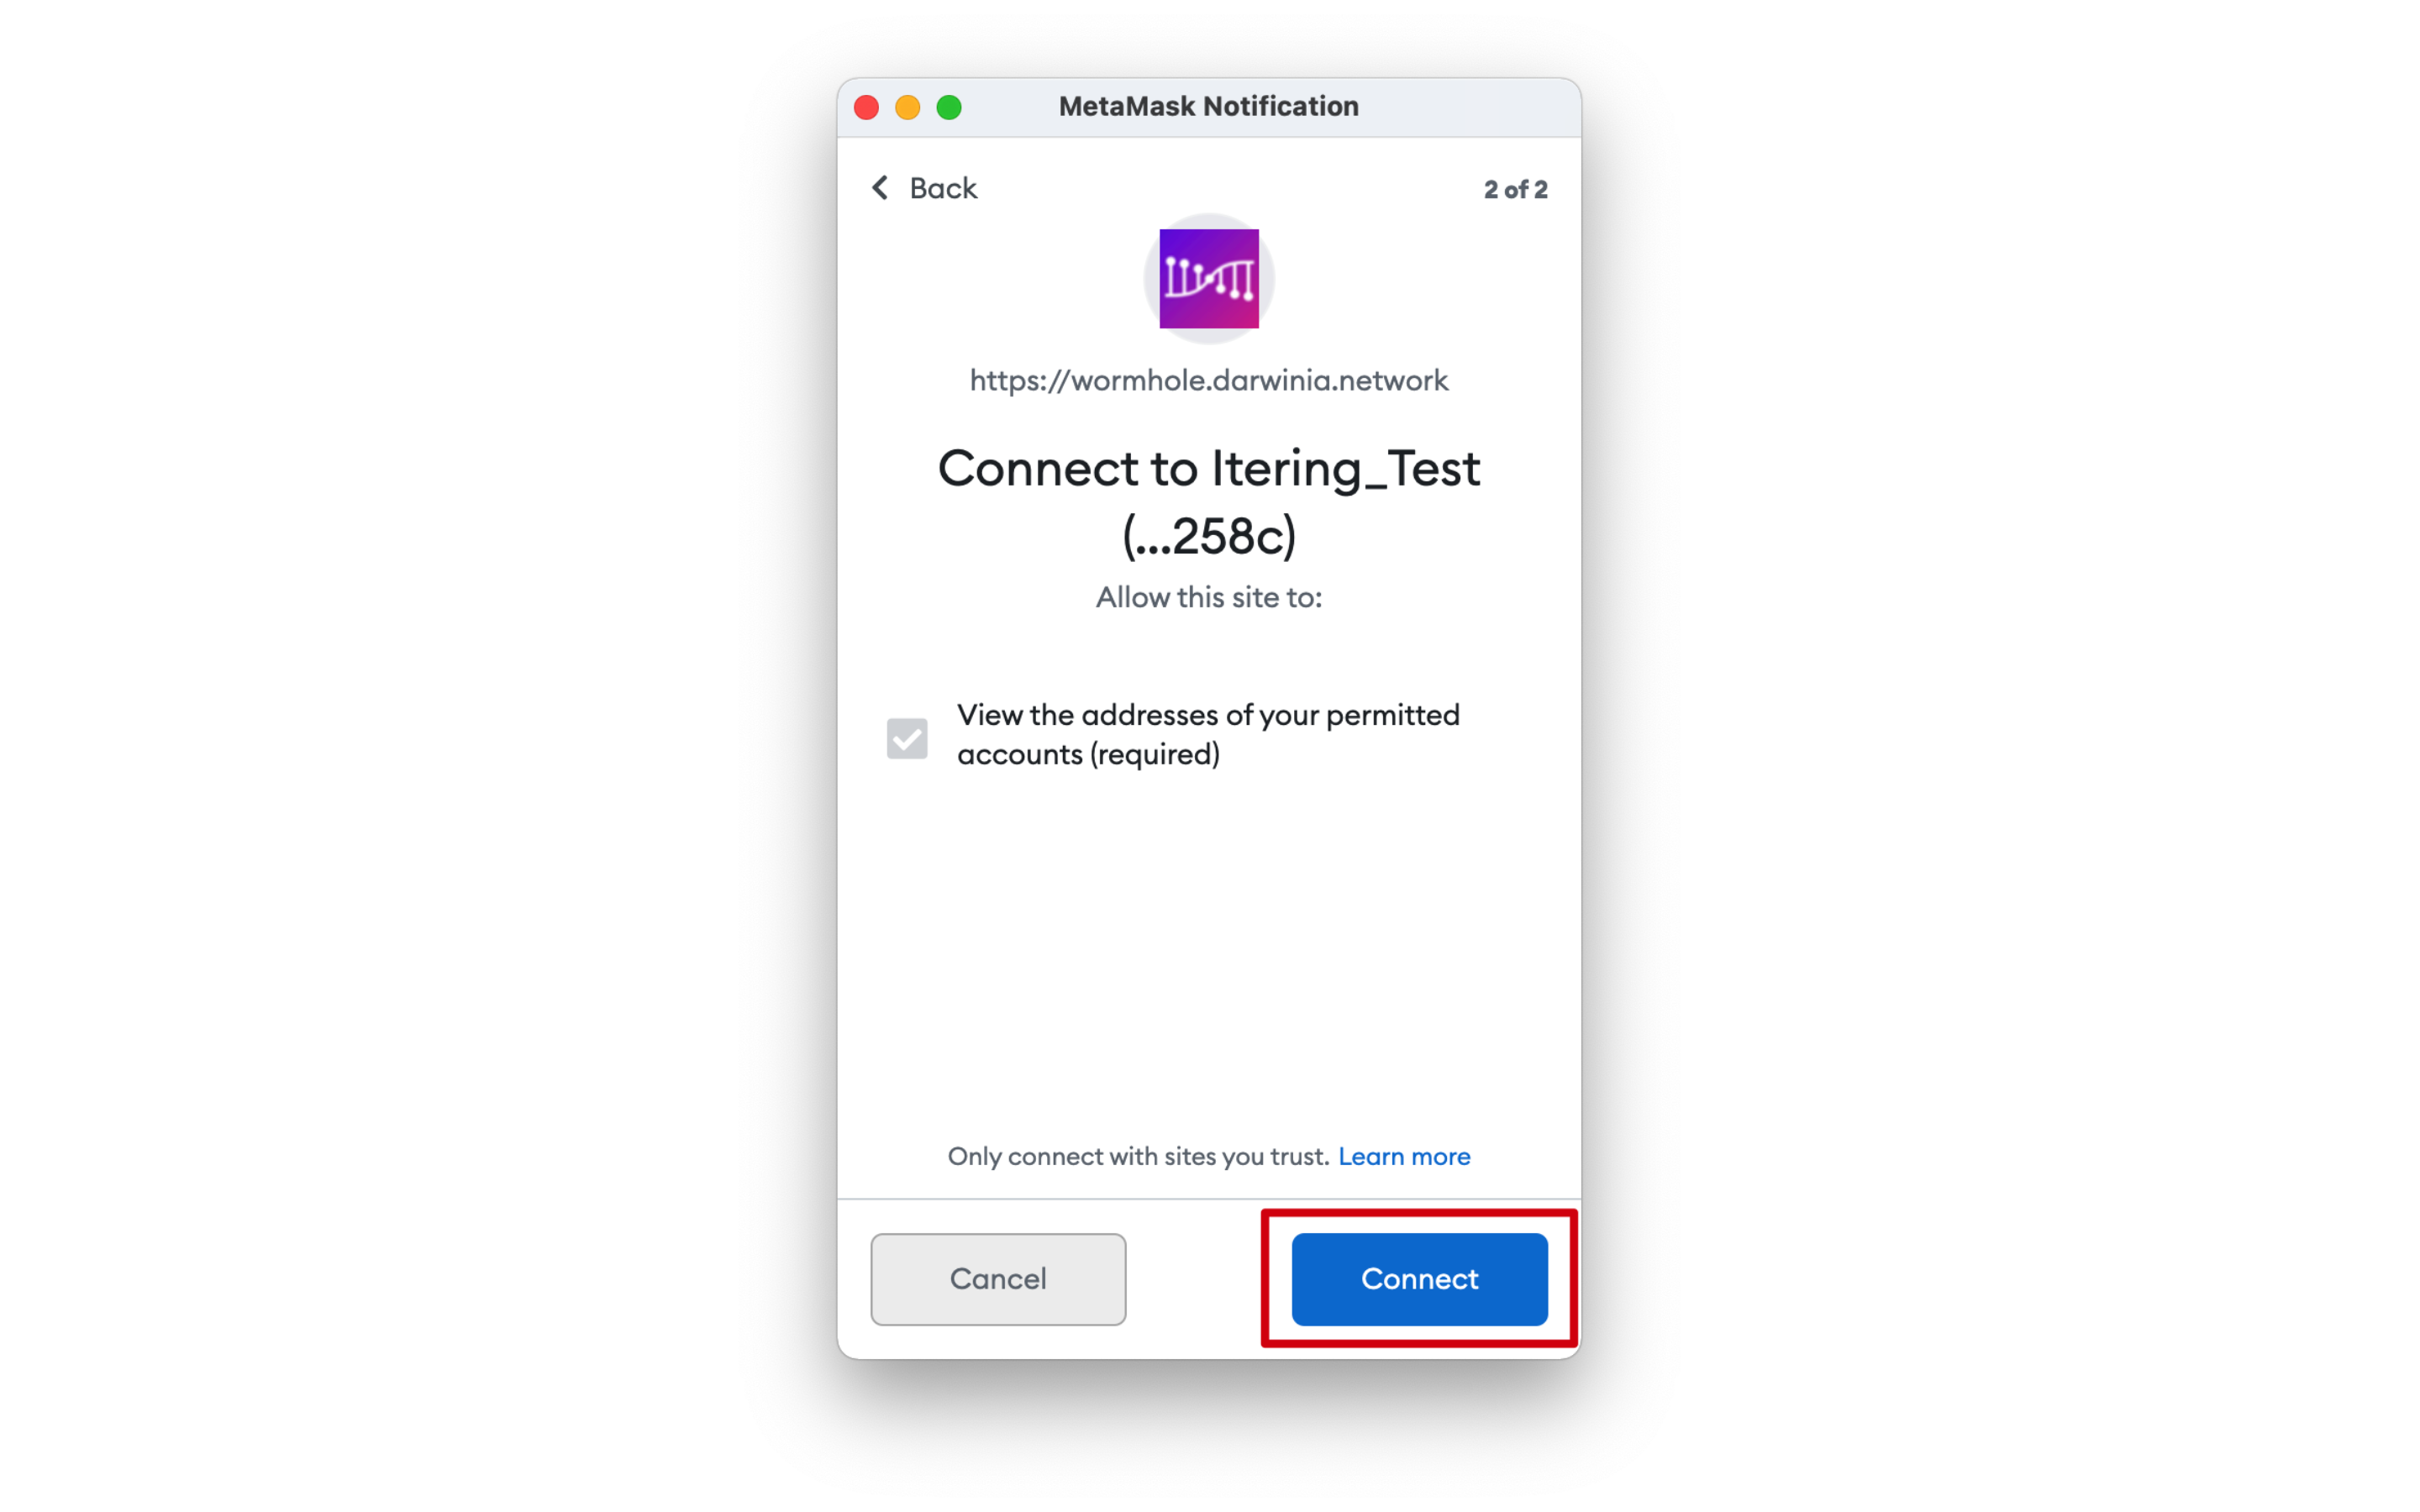 MetaMask Notification
Back
2 of 2
https://wormhole.darwinia.network
Connect to Itering_Test
(...258c)
Allow this site to:
View the addresses of your permitted
accounts (required)
Only connect with sites you trust. Learn more
Cancel
Connect